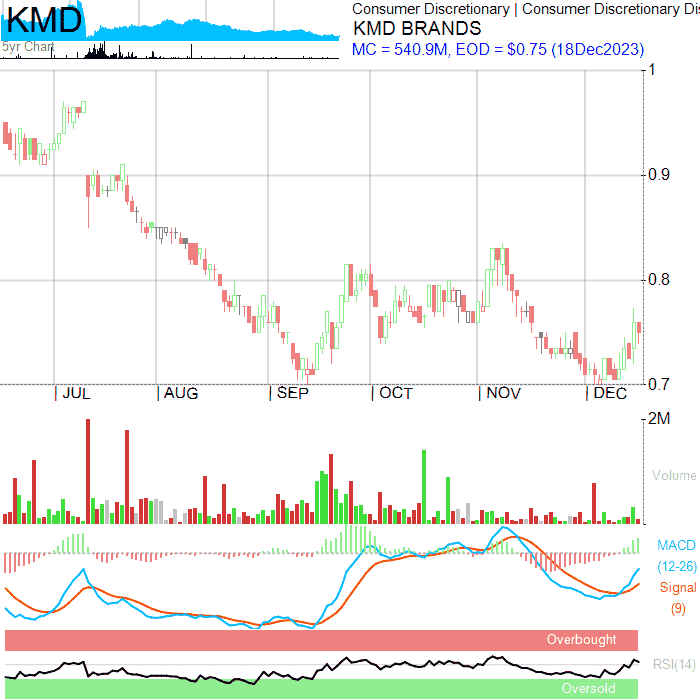 KMD
5yr Chart
Consumer Discretionary | Consumer Discretionary Dis
KMD BRANDS
MC = 540.9M, EOD = $0.75 (18Dec2023)
1
0.9
0.8
0.7
JUL AUG SEP OCT NOV DEC
2M
Volume
MACD
(12-26)
Signal
(9)
Overbought
RSI(14)
Oversold